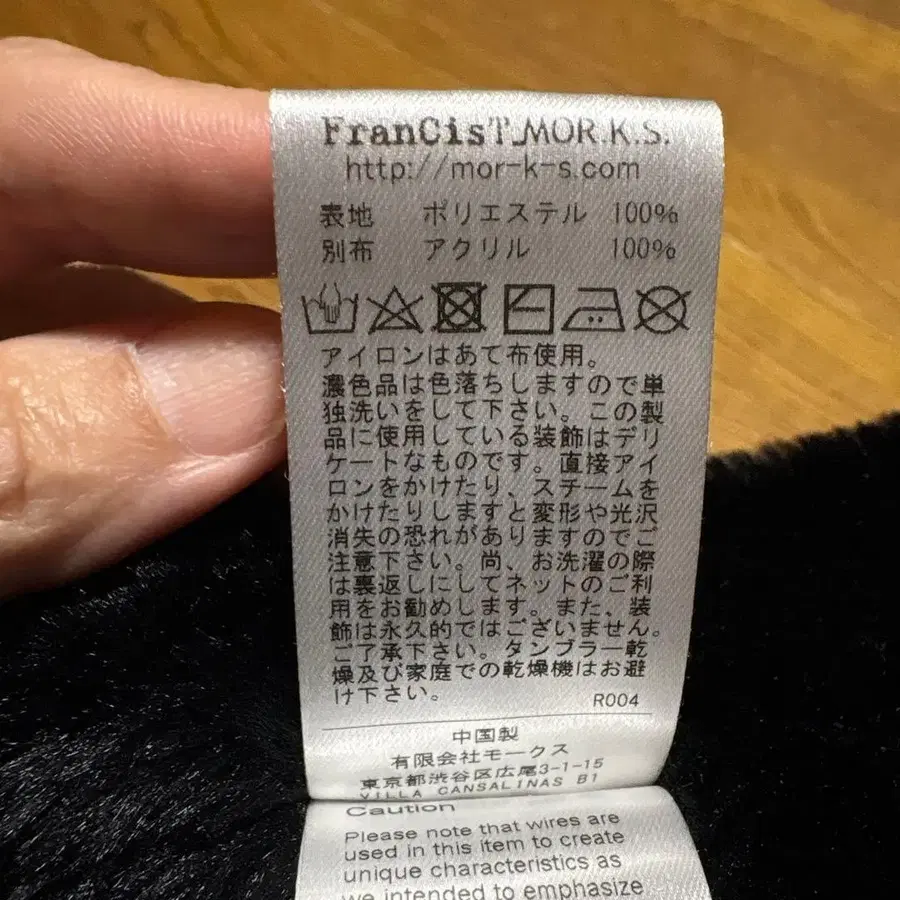 FranCisT_MOR.K.S.
http://mor-k-s.com
表地 ポリエステル 100%
別布 アクリル 100%
アイロンはあて布使用。
濃色品は色落ちしますので単
独洗いをして下さい。この製
品に使用している装飾はデリ
ケートなものです。直接アイ
ロンをかけたり、スチームを
かけたりしますと変形や光沢
消失の恐れがありますのでご
注意下さい。尚、お洗濯の際
は裏返しにしてネットのご利
用をお勧めします。また、装
飾は永久的ではございません。
ご了承下さい。タンブラー乾
燥及び家庭での乾燥機はお避
け下さい。
R004
中国製
有限会社モークス
東京都渋谷区広尾3-1-15
VILLA CANSALINAS B1
Caution
Please note that wires are
used in this item to create
unique characteristics as
we intended to emphasize